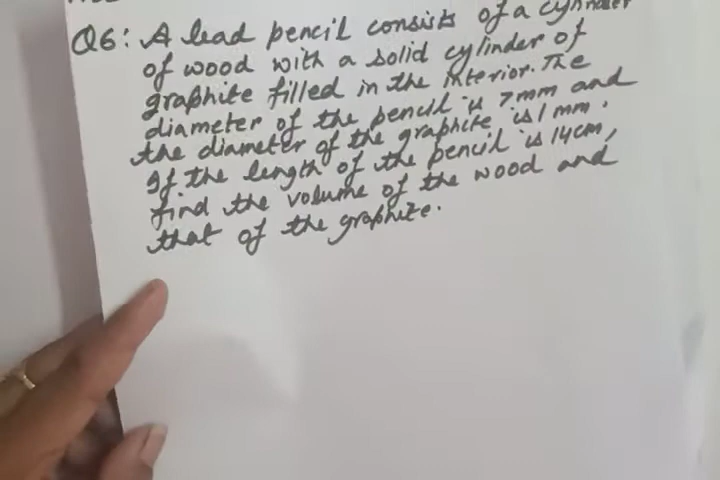 Q6: A lead pencil consists of a cylinder
of wood with a solid cylinder of
graphite filled in the interior. The
diameter of the pencil is 7mm and
the diameter of the graphite is 1mm.
If the length of the pencil is 14cm,
find the volume of the wood and
that of the graphite.